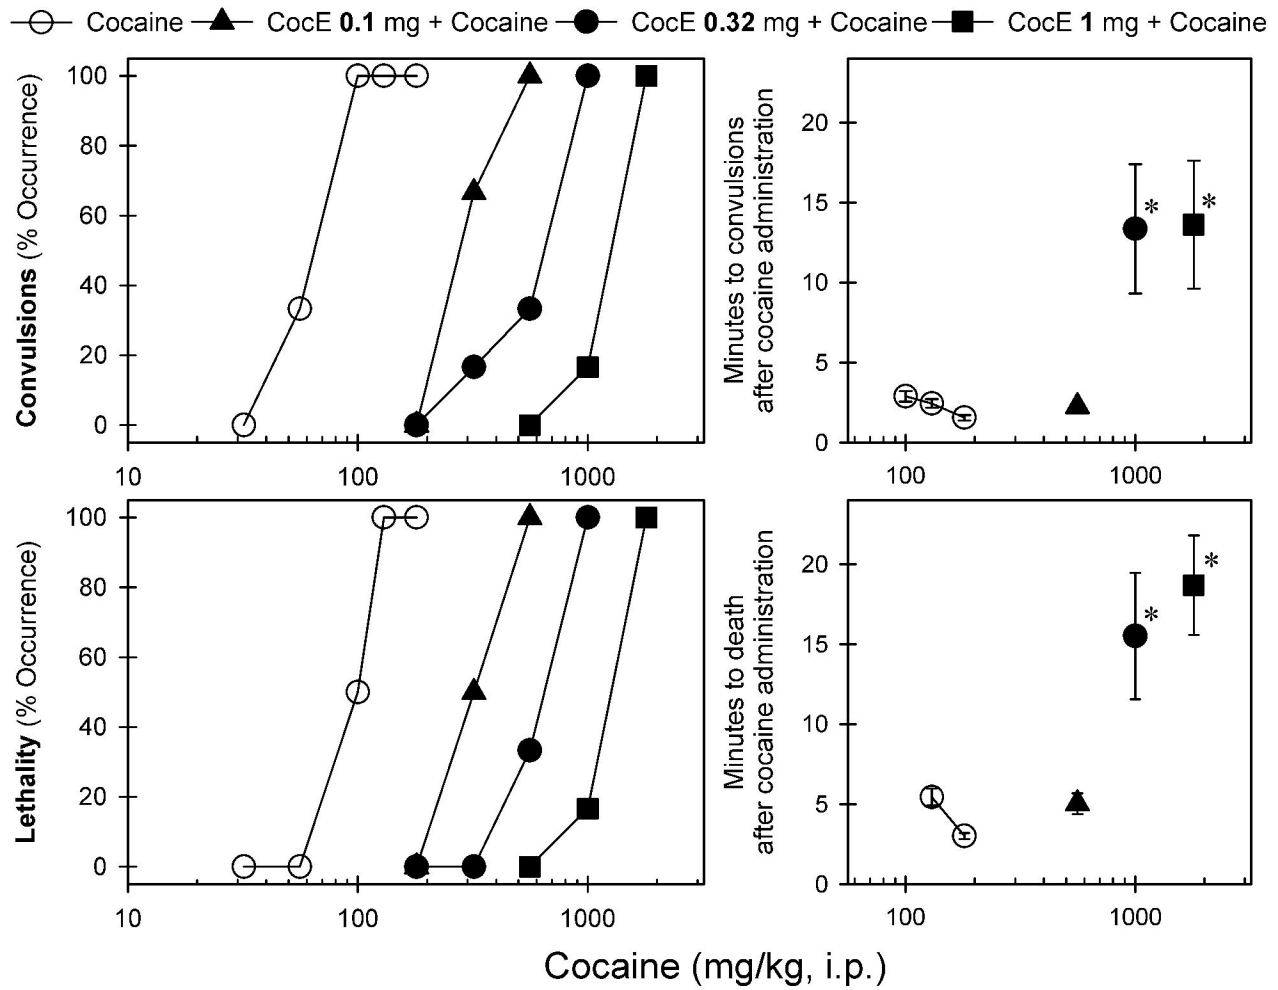 Cocaine CocE 0.1 mg + Cocaine CocE 0.32 mg + Cocaine CocE 1 mg + Cocaine
Convulsions (% Occurrence)
100
80
60
40
20
0
10 100 1000
Minutes to convulsions
after cocaine administration
20
15
10
5
0
* *
100 1000
Lethality (% Occurrence)
100
80
60
40
20
0
10 100 1000
Minutes to death
after cocaine administration
20
15
10
5
0
* *
100 1000
Cocaine (mg/kg, i.p.)